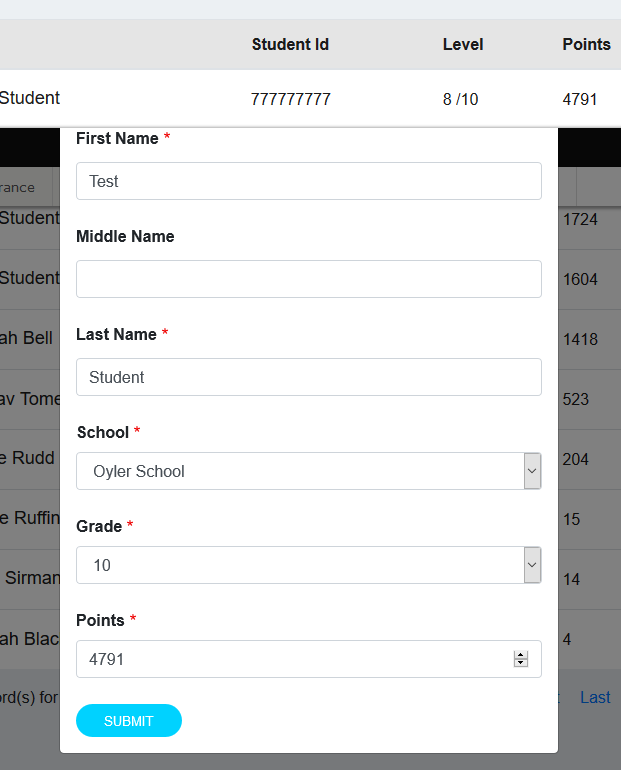 Student Id Level Points
Student 777777777 8 /10 4791
First Name *
rance
Test
Student 1724
Middle Name
Student 1604
ah Bell 1418
Last Name *
Student
av Tome 523
School *
e Rudd 204
Oyler School
e Ruffin 15
Grade *
10
Sirman 14
Points *
ah Blac 4
4791
ord(s) for t Last
SUBMIT